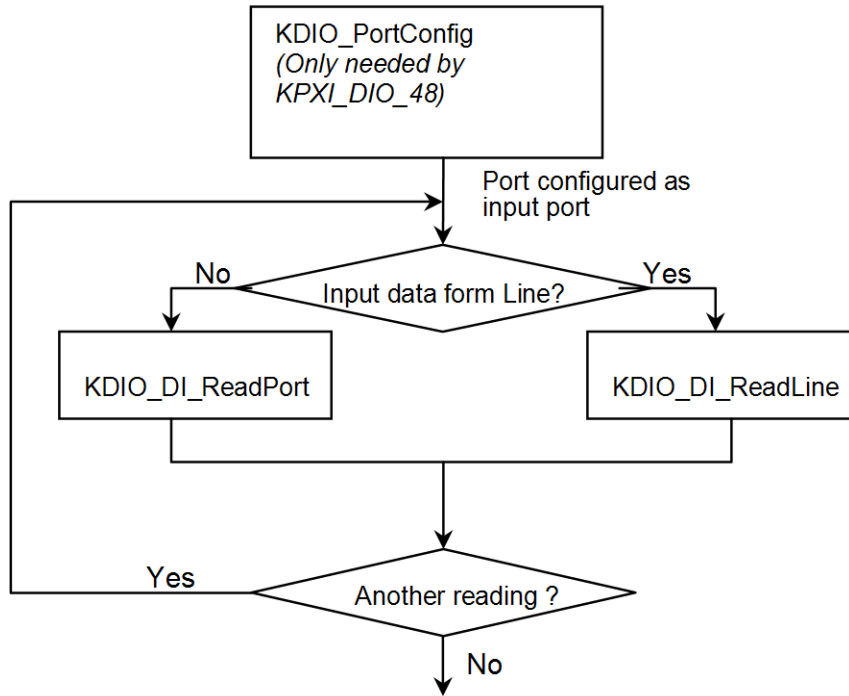 KDIO_PortConfig
(Only needed by
KPXI_DIO_48)
Port configured as
input port
No
Yes
Input data form Line?
KDIO_DI_ReadPort
KDIO_DI_ReadLine
Yes
Another reading ?
No